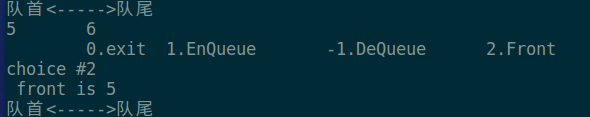 队首<----->队尾
5       6
        0.exit  1.EnQueue       -1.DeQueue      2.Front
choice #2
 front is 5
队首<----->队尾